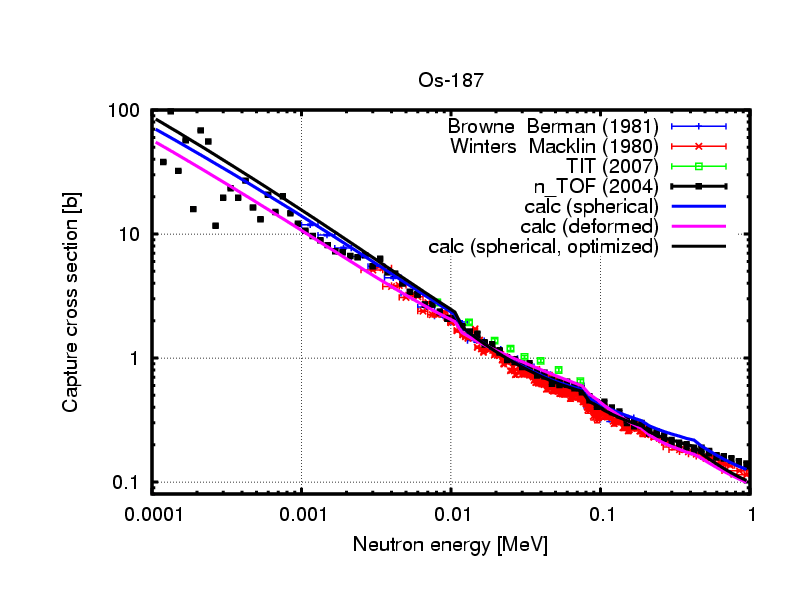 Os-187
100
10
1
0.1
Capture cross section [b]
Browne  Berman (1981)
Winters  Macklin (1980)
TIT (2007)
n_TOF (2004)
calc (spherical)
calc (deformed)
calc (spherical, optimized)
0.0001 0.001 0.01 0.1 1
Neutron energy [MeV]